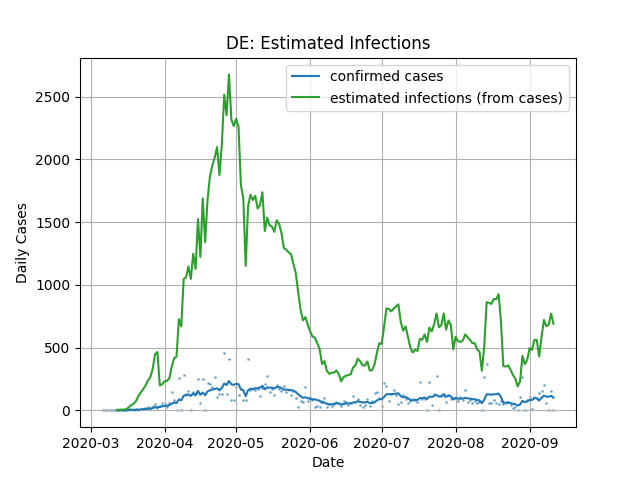 DE: Estimated Infections
confirmed cases
estimated infections (from cases)
Daily Cases
2500
2000
1500
1000
500
0
2020-03
2020-04
2020-05
2020-06
2020-07
2020-08
2020-09
Date